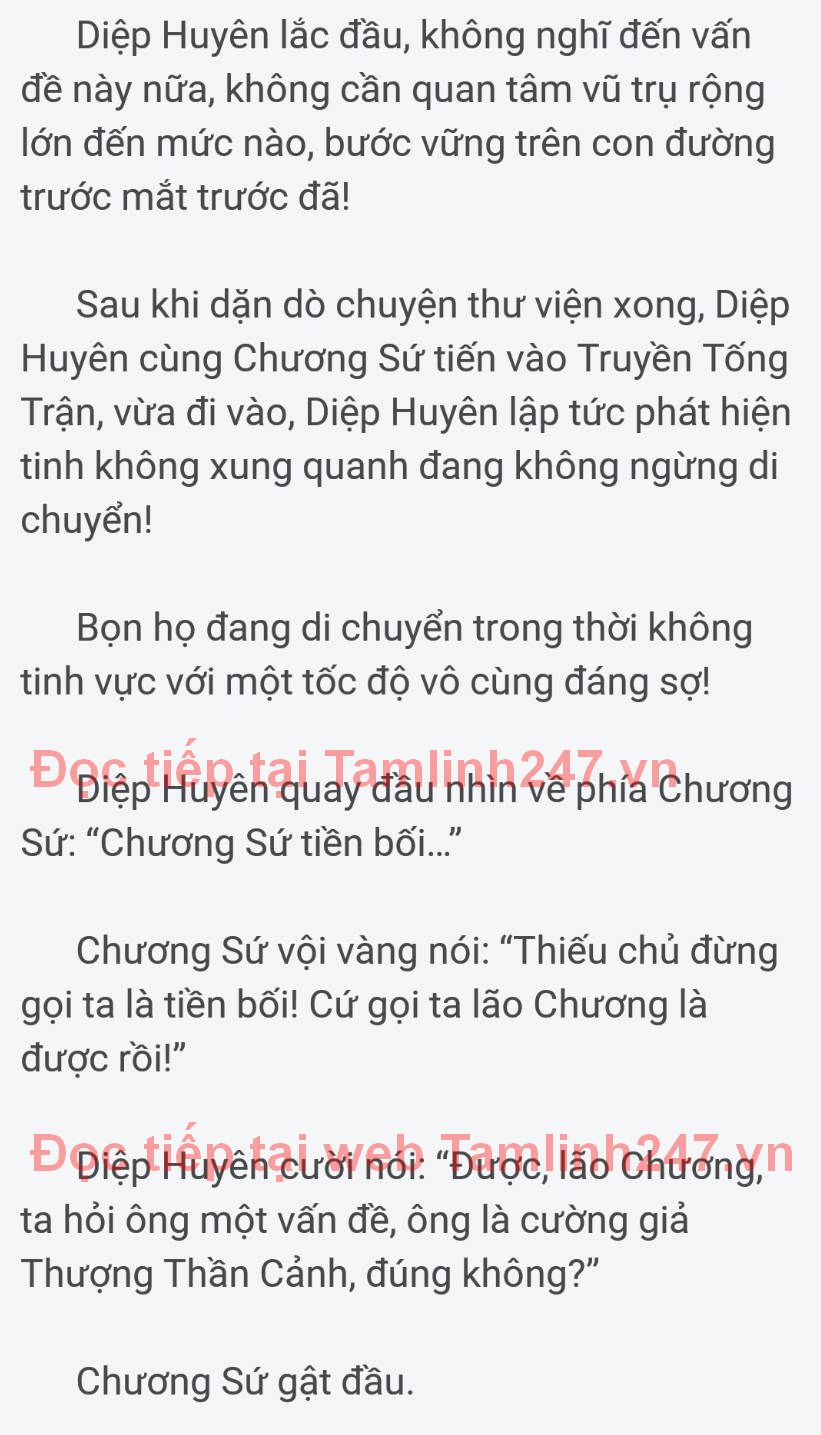 Diệp Huyên lắc đầu, không nghĩ đến vấn
đề này nữa, không cần quan tâm vũ trụ rộng
lớn đến mức nào, bước vững trên con đường
trước mắt trước đã!
Sau khi dặn dò chuyện thư viện xong, Diệp
Huyên cùng Chương Sứ tiến vào Truyền Tống
Trận, vừa đi vào, Diệp Huyên lập tức phát hiện
tinh không xung quanh đang không ngừng di
chuyển!
Bọn họ đang di chuyển trong thời không
tinh vực với một tốc độ vô cùng đáng sợ!
Đọc tiếp tại Tamlinh247.vn
Diệp Huyên quay đầu nhìn về phía Chương
Sứ: “Chương Sứ tiền bối...”
Chương Sứ vội vàng nói: “Thiếu chủ đừng
gọi ta là tiền bối! Cứ gọi ta lão Chương là
được rồi!”
Đọc tiếp tại web Tamlinh247.vn
Diệp Huyên cười nói: “Được, lão Chương,
ta hỏi ông một vấn đề, ông là cường giả
Thượng Thần Cảnh, đúng không?”
Chương Sứ gật đầu.